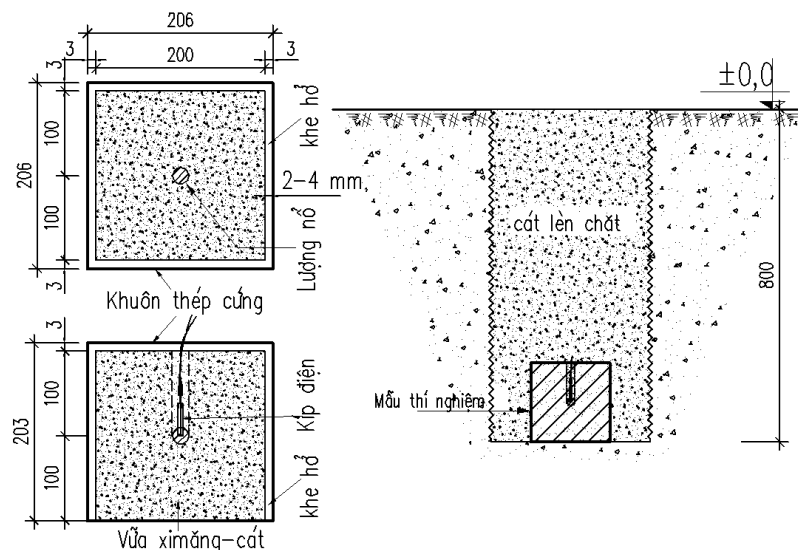 206
3
200
3
3
100
206
100
3
khe hở
2-4 mm
Lượng nổ
Khuôn thép cứng
3
100
203
100
Kíp điện
khe hở
Vữa ximăng-cát
±0,0
cát lèn chặt
800
Mẫu thí nghiệm